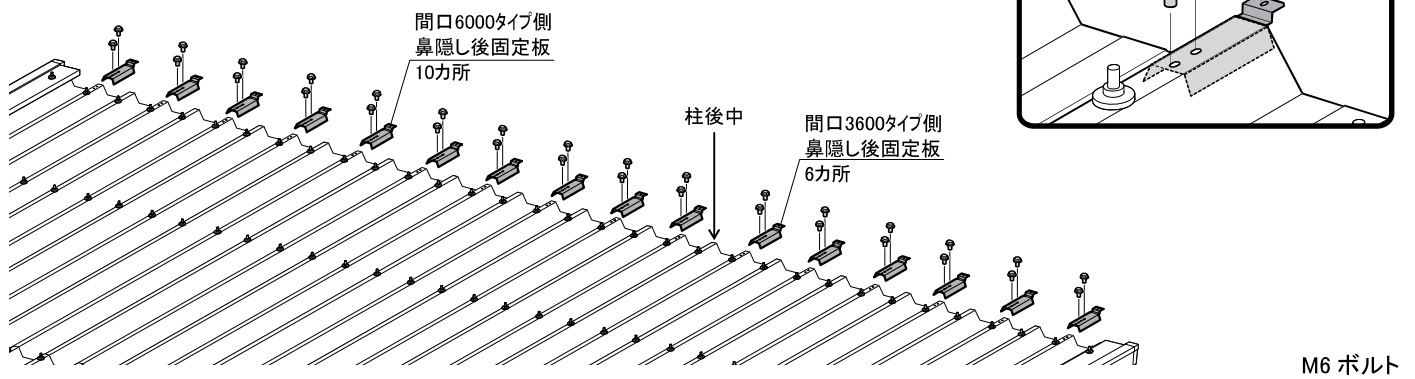 間口6000タイプ側
鼻隠し後固定板
10カ所
柱後中
間口3600タイプ側
鼻隠し後固定板
6カ所
M6 ボルト